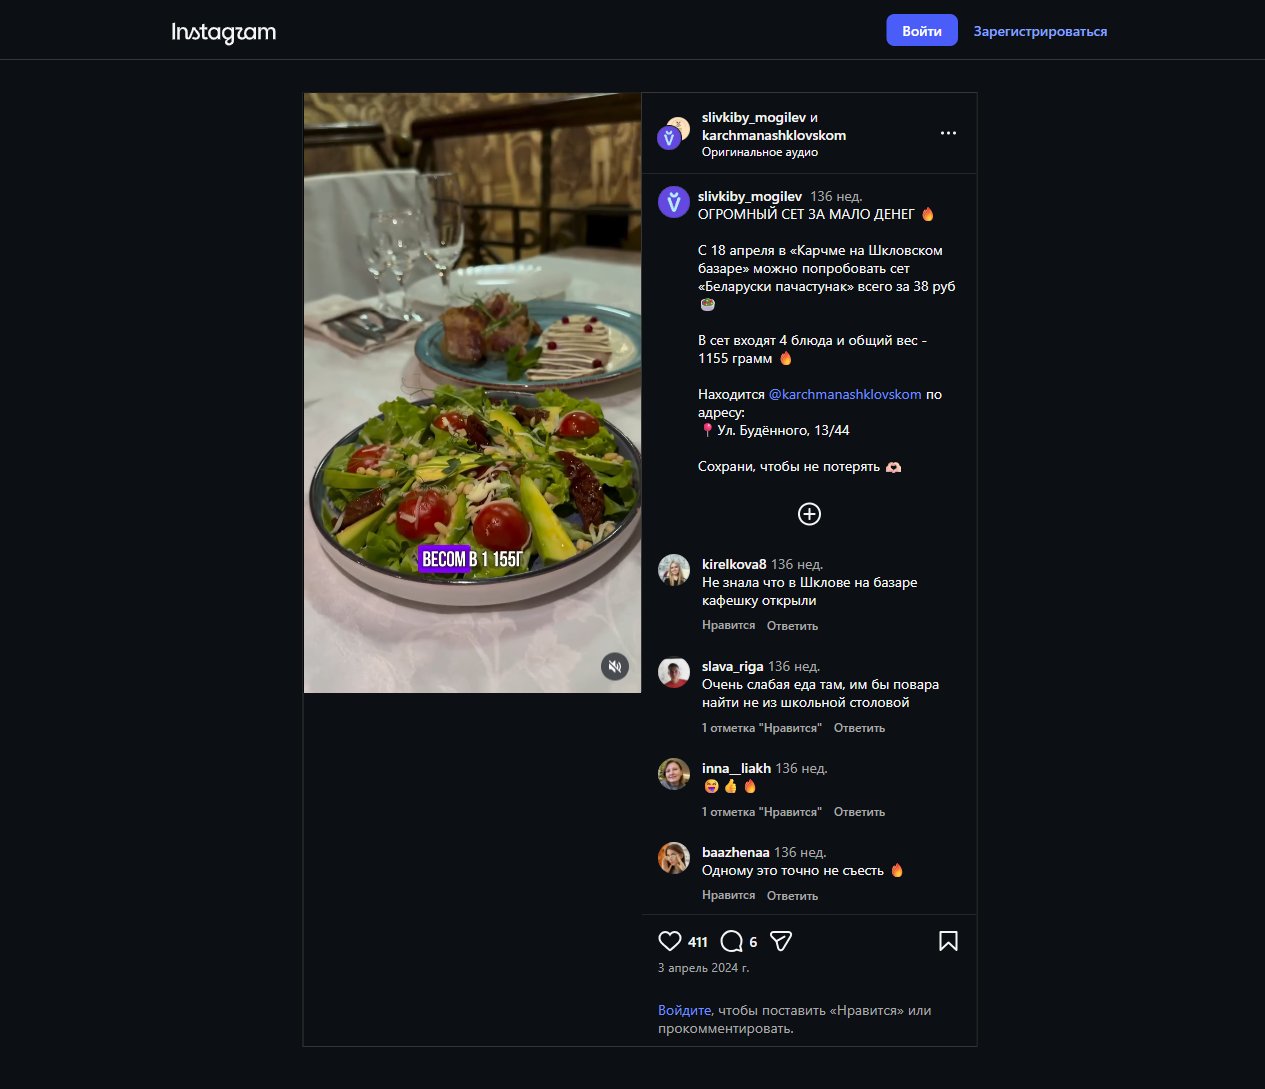 Instagram
Войти
Зарегистрироваться
slivkiby_mogilev и
karchmanashklovskom
Оригинальное аудио
slivkiby_mogilev 136 нед.
ОГРОМНЫЙ СЕТ ЗА МАЛО ДЕНЕГ 🔥
С 18 апреля в «Карчме на Шкловском
базаре» можно попробовать сет
«Беларуски пачастунак» всего за 38 руб
🥗
В сет входят 4 блюда и общий вес -
1155 грамм 🔥
Находится @karchmanashklovskom по
адресу:
📍Ул. Будённого, 13/44
Сохрани, чтобы не потерять 🫶🏻
kirelkova8 136 нед.
Не знала что в Шклове на базаре
кафешку открыли
Нравится Ответить
slava_riga 136 нед.
Очень слабая еда там, им бы повара
найти не из школьной столовой
1 отметка "Нравится" Ответить
inna__liakh 136 нед.
😝👍🔥
1 отметка "Нравится" Ответить
baazhenaa 136 нед.
Одному это точно не съесть 🔥
Нравится Ответить
411 6
3 апрель 2024 г.
Войдите, чтобы поставить «Нравится» или
прокомментировать.
ВЕСОМ В 1 155Г